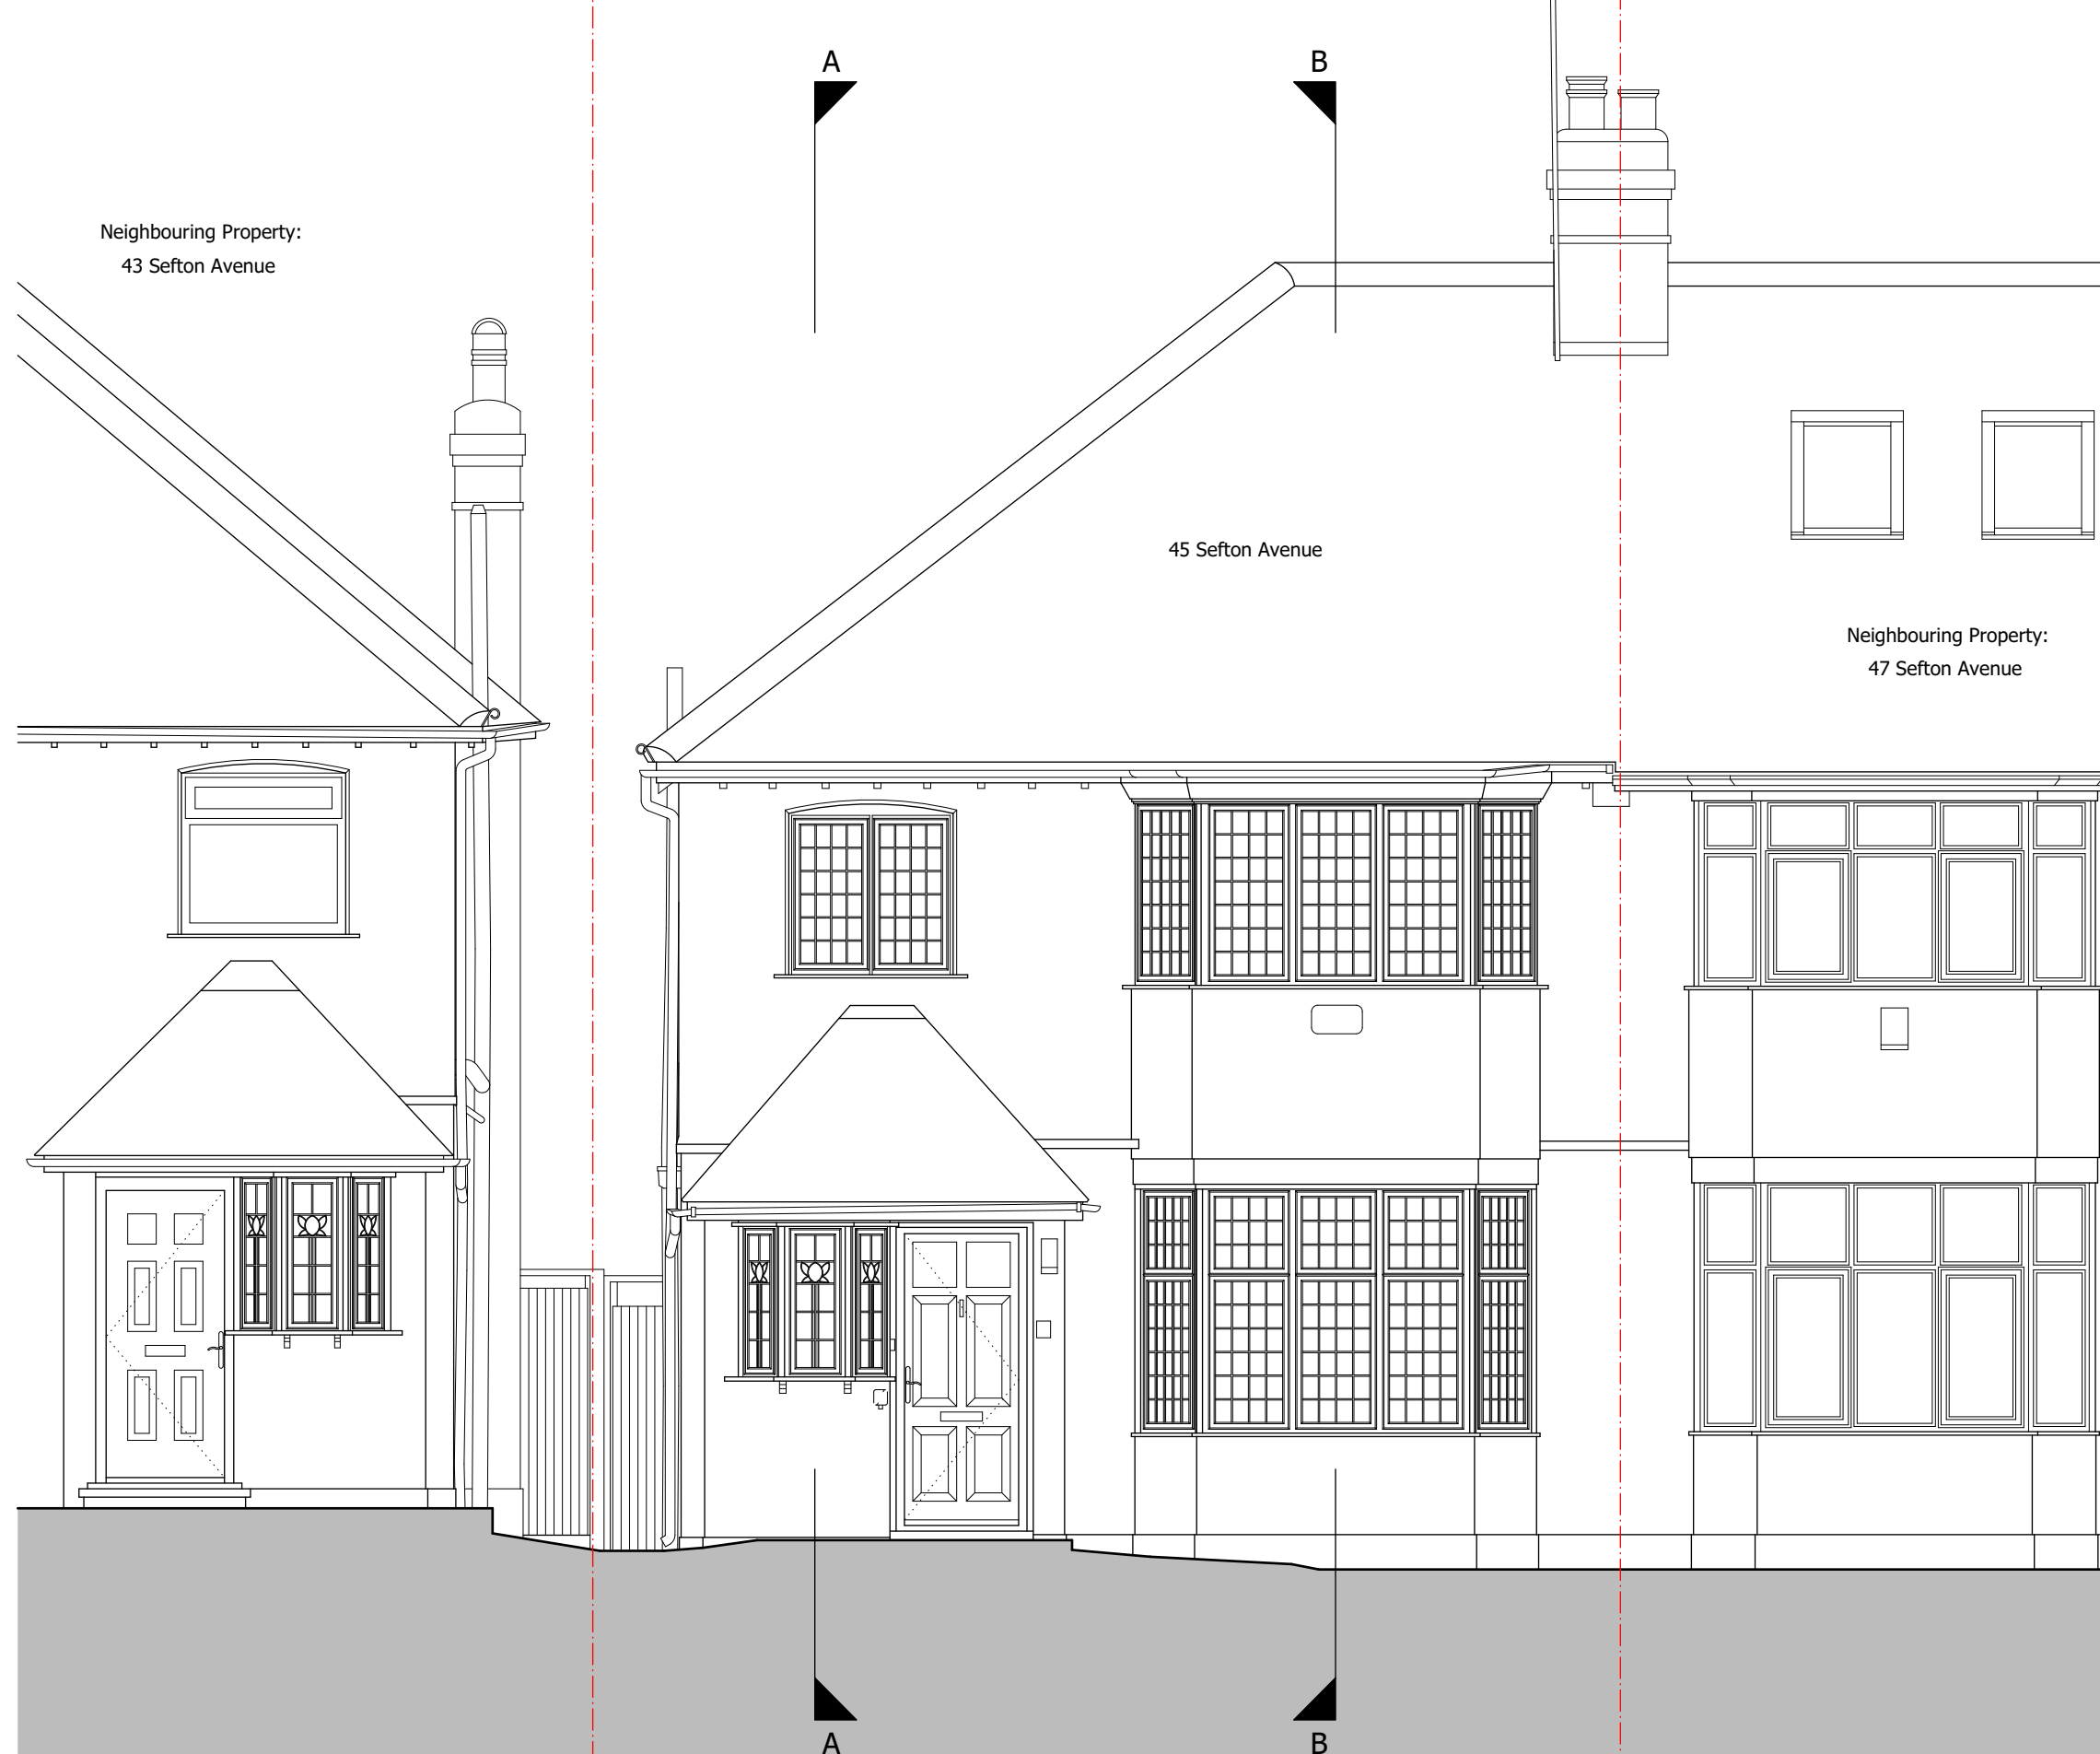 A
B
Neighbouring Property:
43 Sefton Avenue
45 Sefton Avenue
Neighbouring Property:
47 Sefton Avenue
A
B